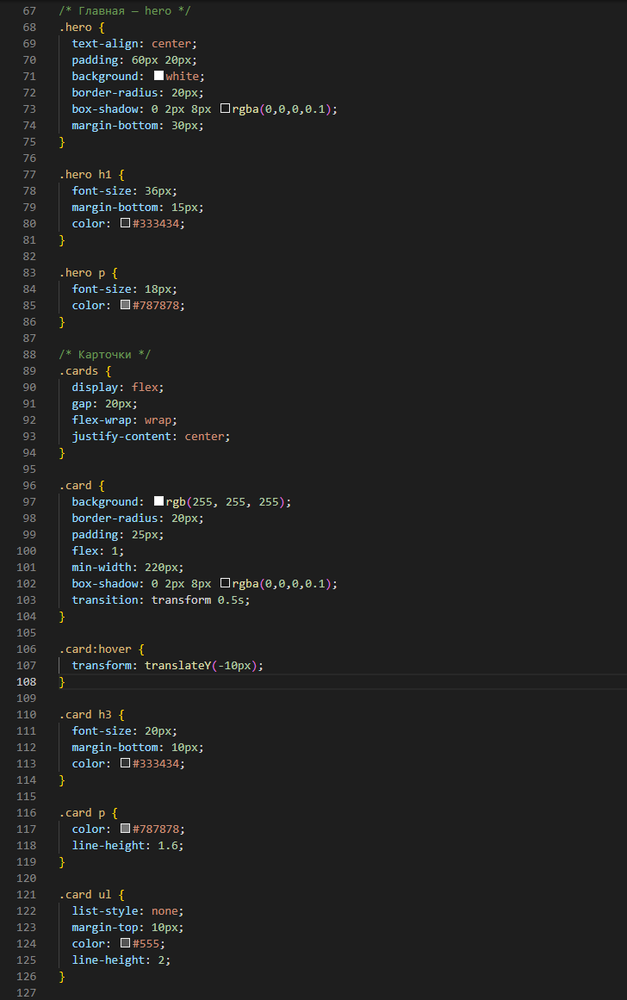 67 /* Главная — hero */
68 .hero {
69 text-align: center;
70 padding: 60px 20px;
71 background: white;
72 border-radius: 20px;
73 box-shadow: 0 2px 8px rgba(0,0,0,0.1);
74 margin-bottom: 30px;
75 }
76
77 .hero h1 {
78 font-size: 36px;
79 margin-bottom: 15px;
80 color: #333434;
81 }
82
83 .hero p {
84 font-size: 18px;
85 color: #787878;
86 }
87
88 /* Карточки */
89 .cards {
90 display: flex;
91 gap: 20px;
92 flex-wrap: wrap;
93 justify-content: center;
94 }
95
96 .card {
97 background: rgb(255, 255, 255);
98 border-radius: 20px;
99 padding: 25px;
100 flex: 1;
101 min-width: 220px;
102 box-shadow: 0 2px 8px rgba(0,0,0,0.1);
103 transition: transform 0.5s;
104 }
105
106 .card:hover {
107 transform: translateY(-10px);
108 }
109
110 .card h3 {
111 font-size: 20px;
112 margin-bottom: 10px;
113 color: #333434;
114 }
115
116 .card p {
117 color: #787878;
118 line-height: 1.6;
119 }
120
121 .card ul {
122 list-style: none;
123 margin-top: 10px;
124 color: #555;
125 line-height: 2;
126 }
127